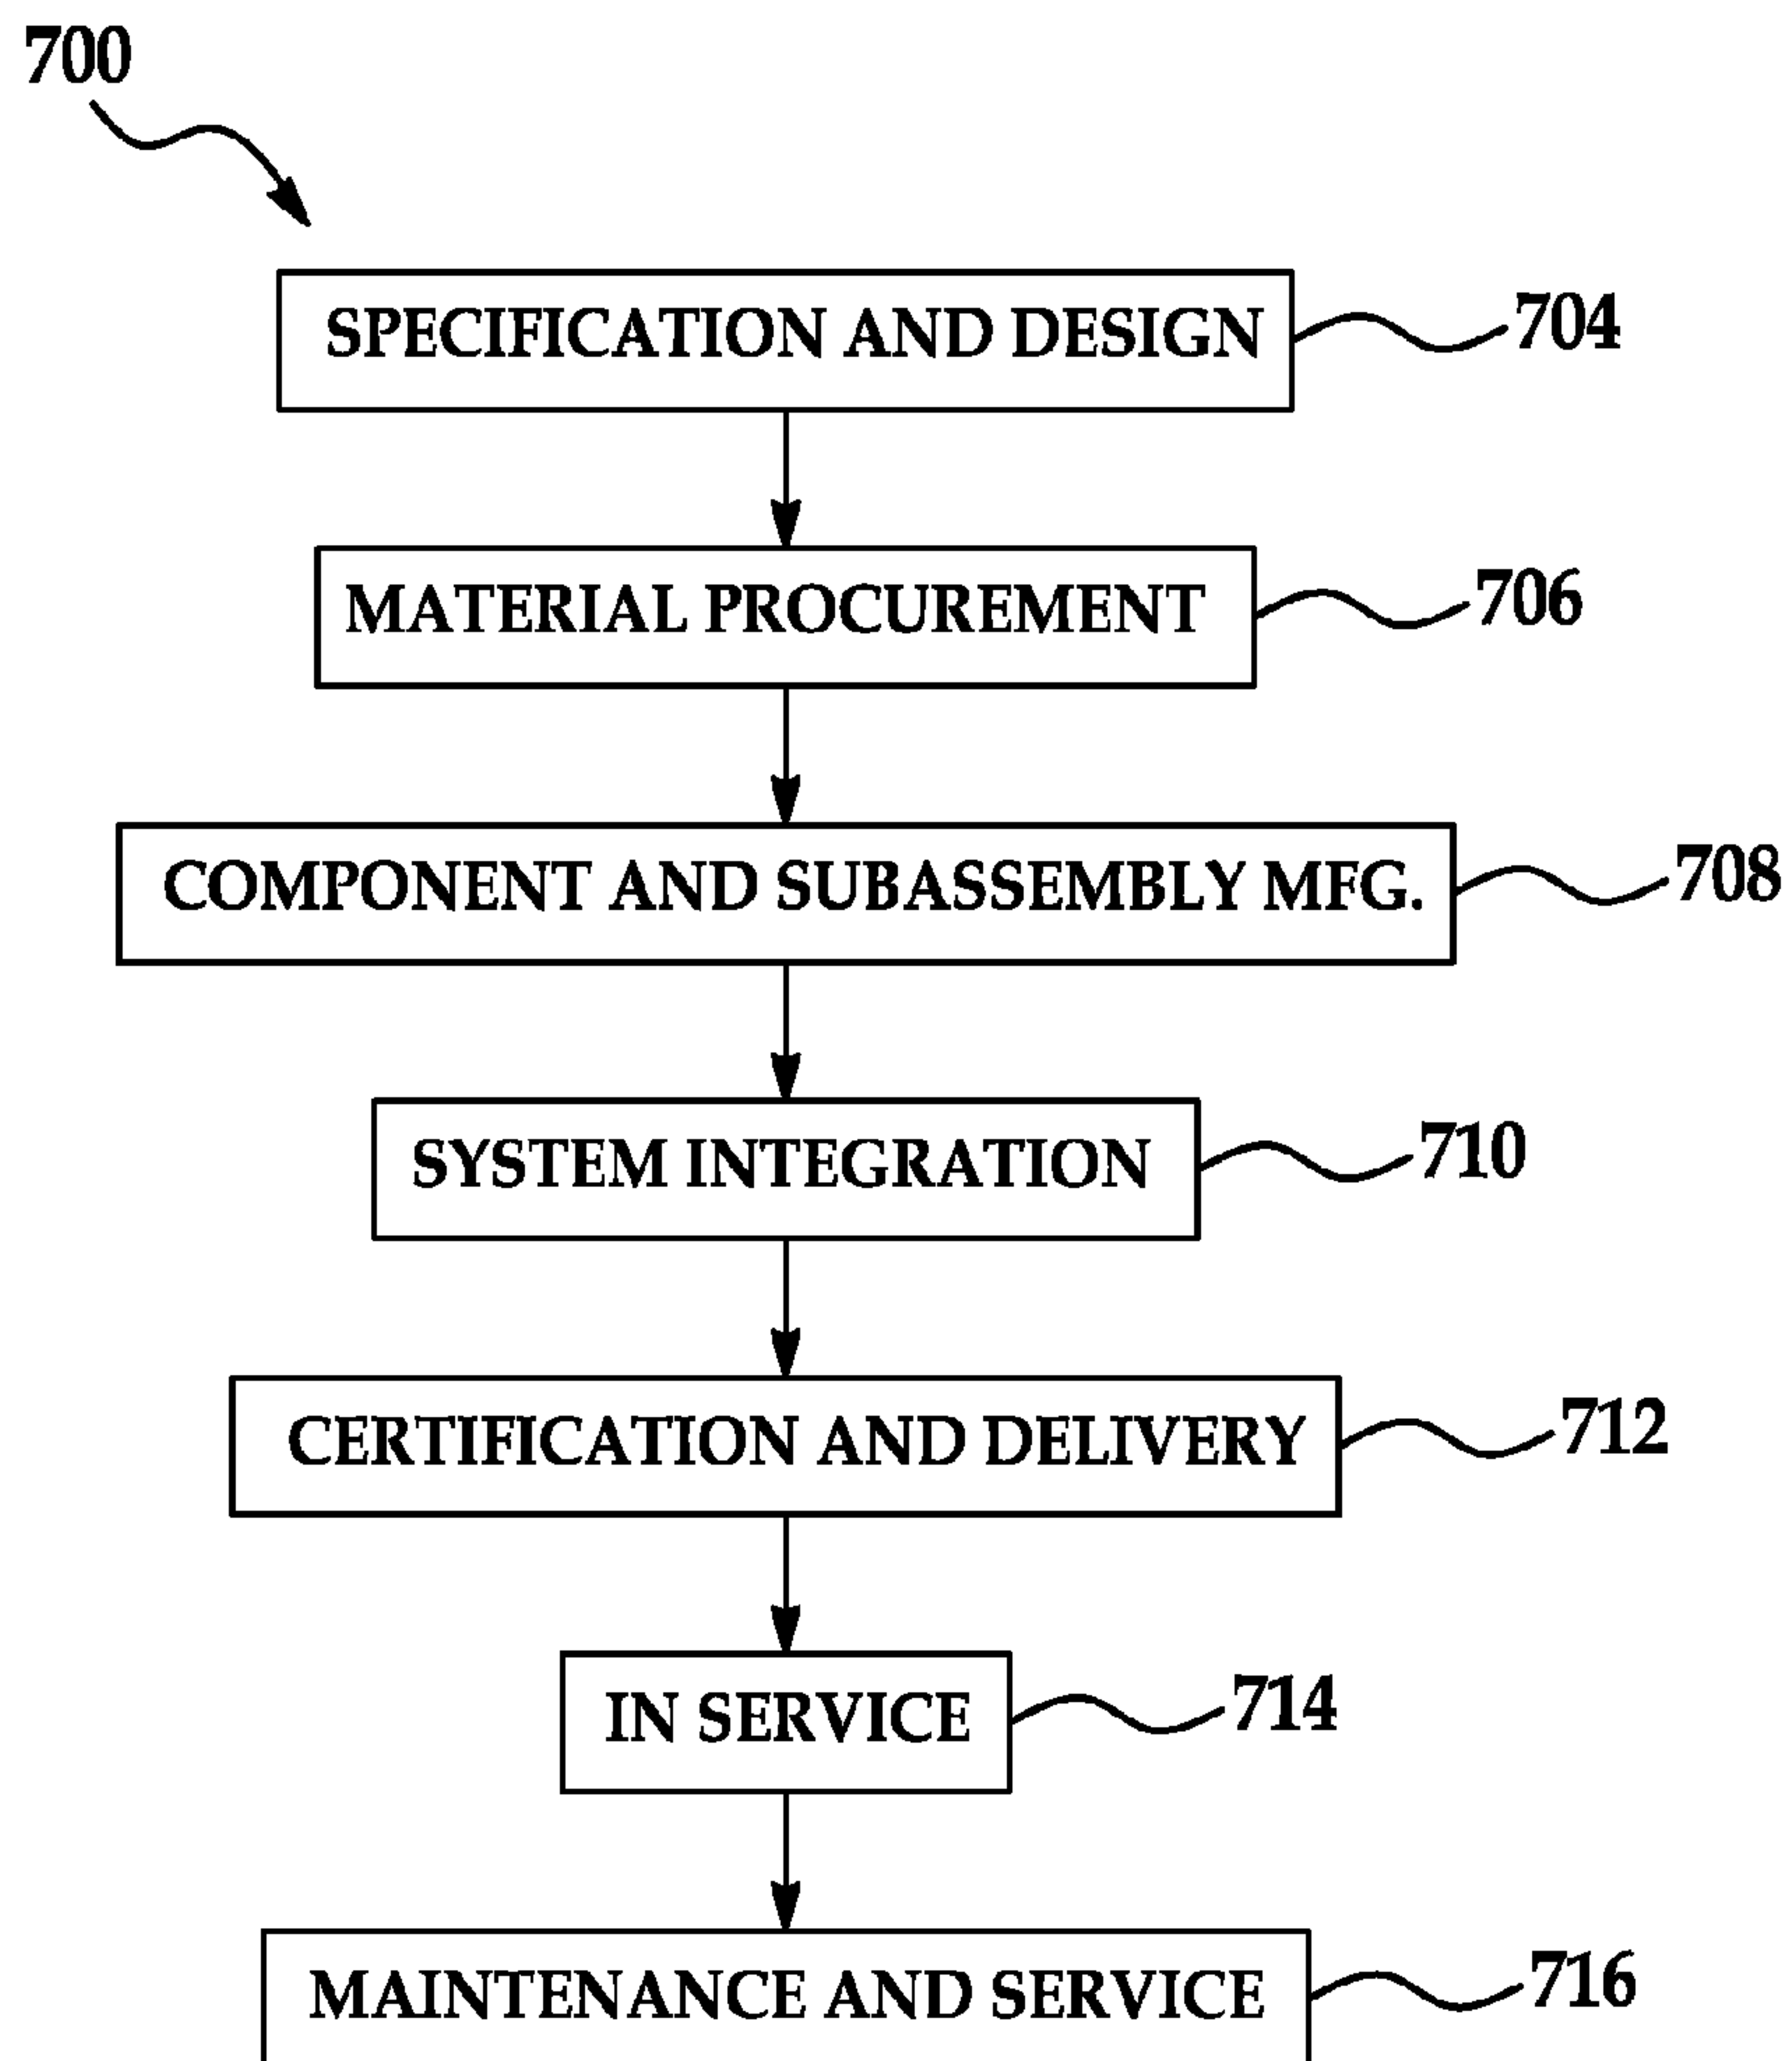 700
SPECIFICATION AND DESIGN 704
MATERIAL PROCUREMENT 706
COMPONENT AND SUBASSEMBLY MFG. 708
SYSTEM INTEGRATION 710
CERTIFICATION AND DELIVERY 712
IN SERVICE 714
MAINTENANCE AND SERVICE 716